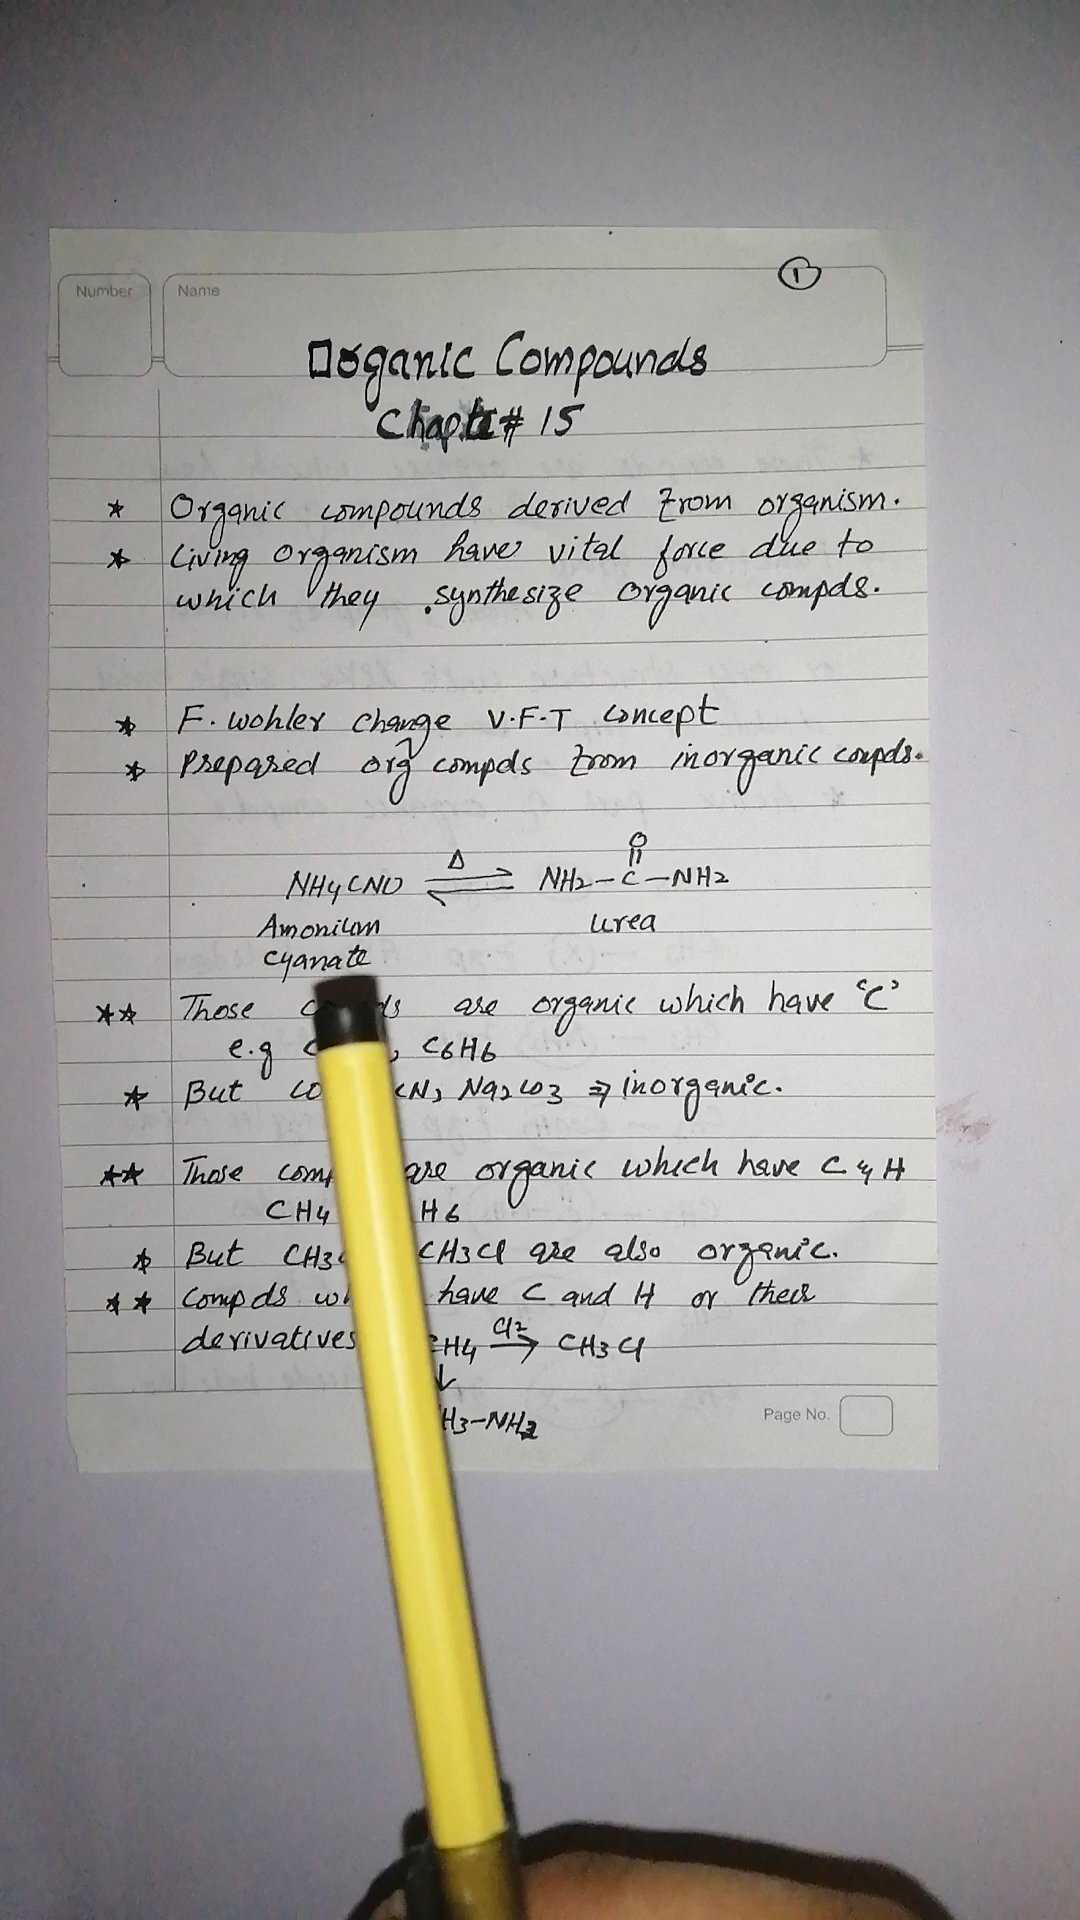 1
Number
Name
Organic Compounds
Chapter # 15
* Organic compounds derived from organism.
* Living organism have vital force due to
which they synthesize organic compds.
* F. wohler change V.F.T concept
* Prepared org compds from inorganic compds.
NH4CNO ⇌ Δ NH2-C-NH2
O
Amonium Urea
Cyanate
** Those are organic which have "C"
e.g , C6H6
* But Na2CO3 ⇒ inorganic.
** Those are organic which have C & H
CH4 H6
* But CH3Cl are also organic.
** Compds have C and H or their
derivatives CH4 Cl2 → CH3Cl
↓
H3-NH2
Page No.